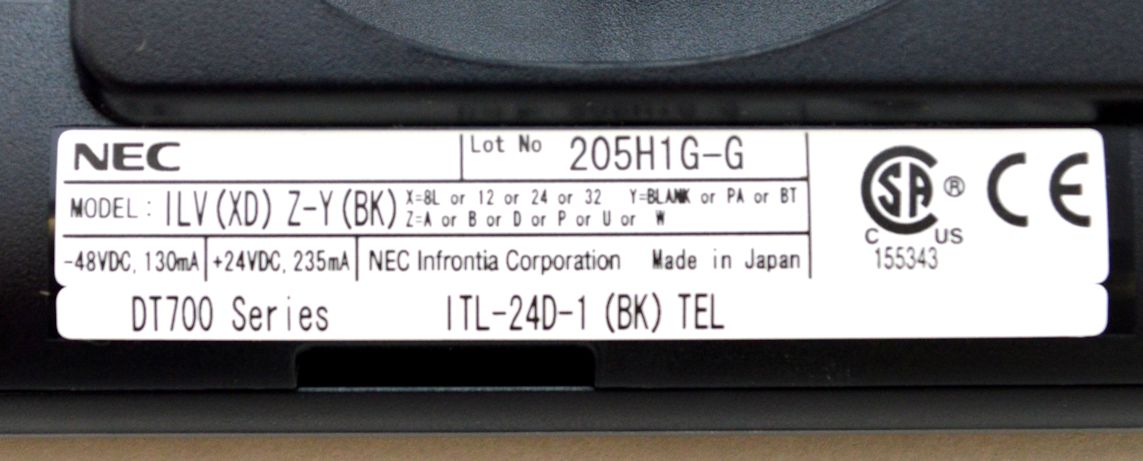 NEC Lot No 205H1G-G
MODEL: ILV(XD) Z-Y(BK) X=8L or 12 or 24 or 32 Y=BLANK or PA or BT
Z=A or B or D or P or U or W
-48VDC, 130mA +24VDC, 235mA NEC Infrontia Corporation Made in Japan
SA ®
C US
155343
CE
DT700 Series ITL-24D-1 (BK) TEL